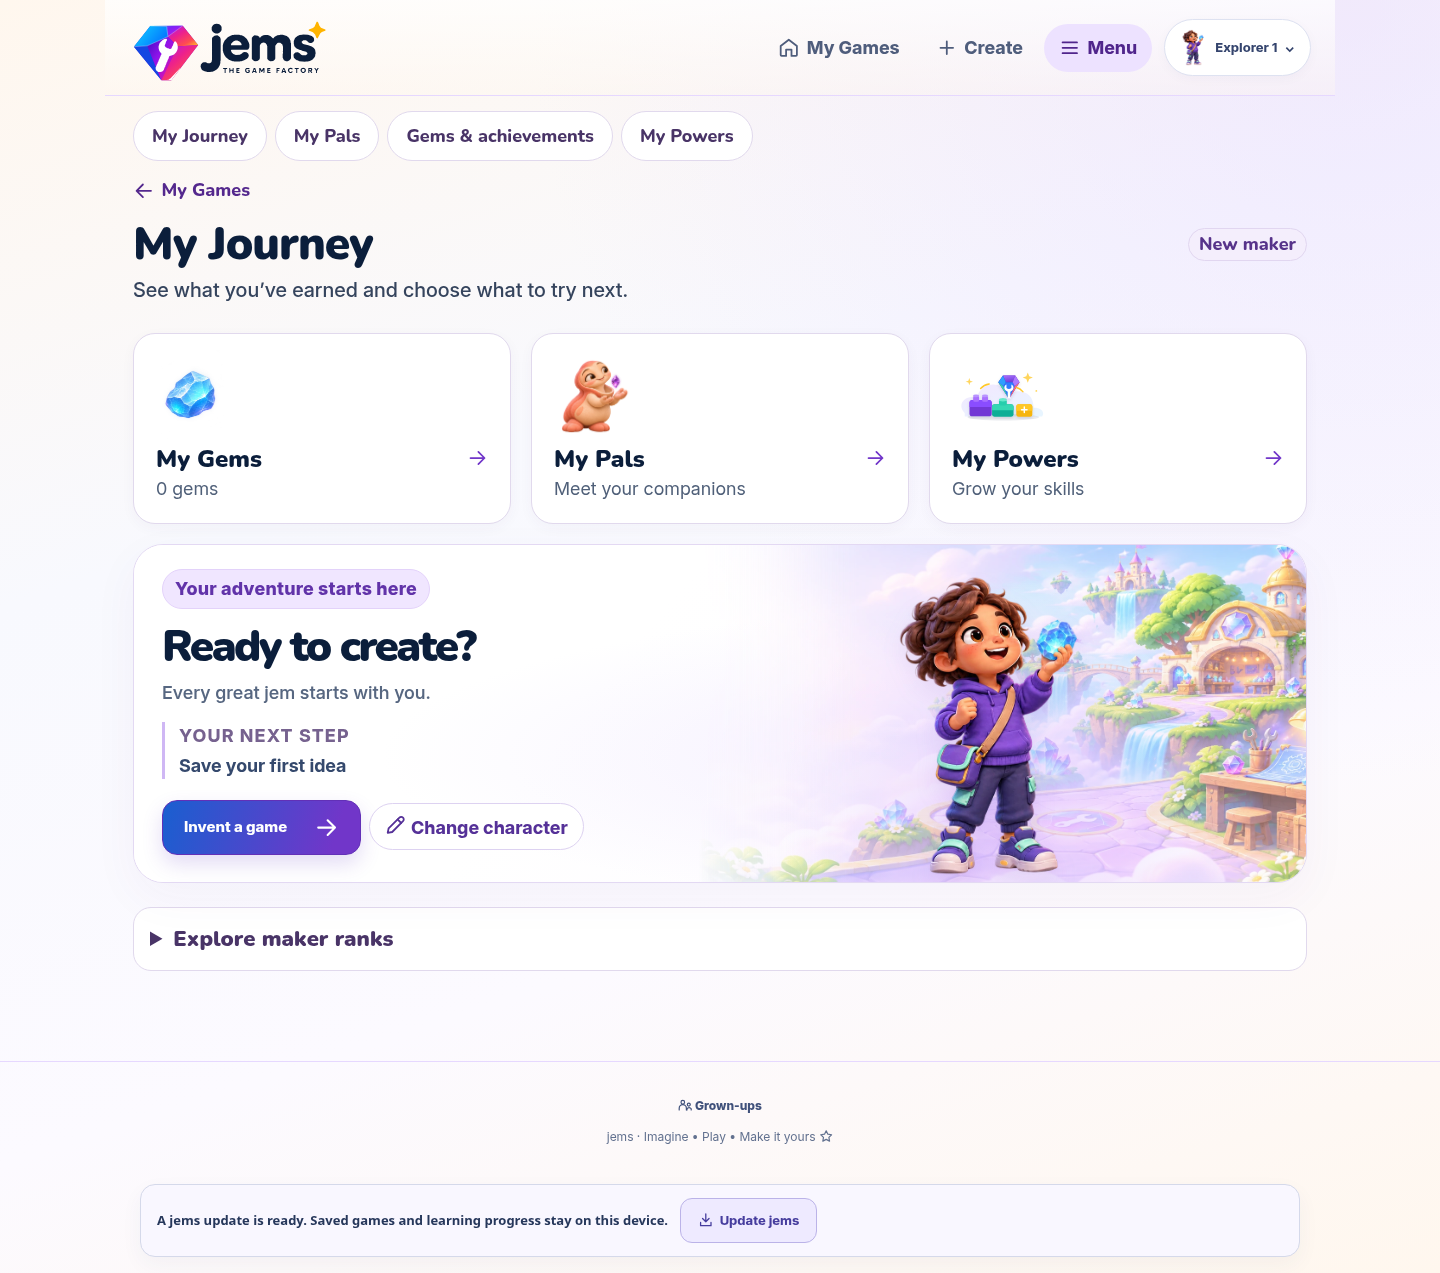 jems
THE GAME FACTORY
My Games
Create
Menu
Explorer 1
My Journey
My Pals
Gems & achievements
My Powers
My Games
My Journey
New maker
See what you’ve earned and choose what to try next.
My Gems
0 gems
My Pals
Meet your companions
My Powers
Grow your skills
Your adventure starts here
Ready to create?
Every great jem starts with you.
YOUR NEXT STEP
Save your first idea
Invent a game
Change character
Explore maker ranks
Grown-ups
jems · Imagine • Play • Make it yours
A jems update is ready. Saved games and learning progress stay on this device.
Update jems